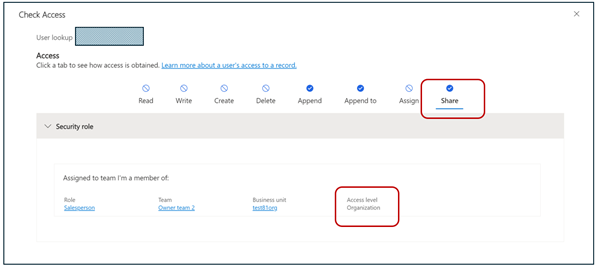 Check Access
User lookup
Access
Click a tab to see how access is obtained. Learn more about a user's access to a record.
Read Write Create Delete Append Append to Assign Share
Security role
Assigned to team I'm a member of:
Role Team Business unit Access level
Salesperson Owner team 2 test81org Organization